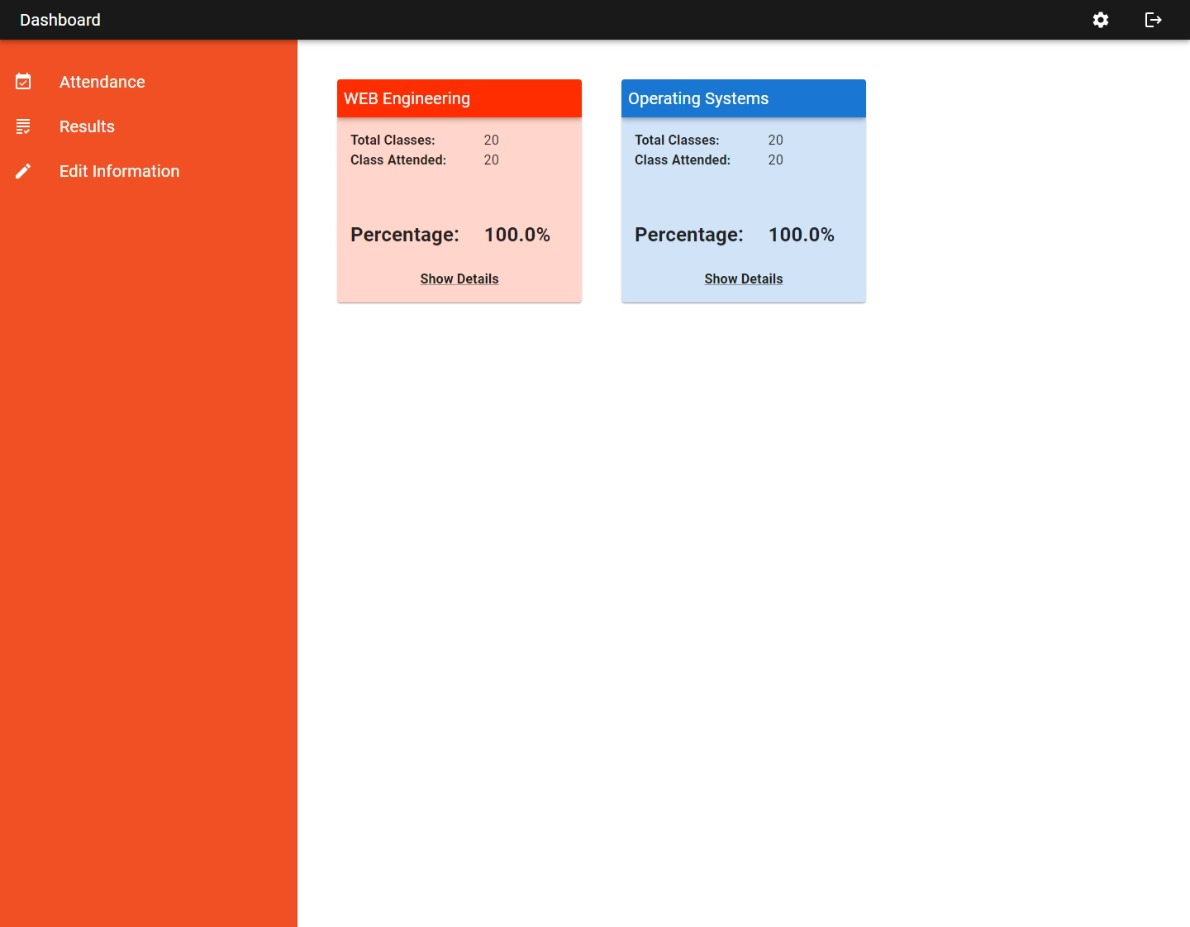 Dashboard
Attendance
Results
Edit Information
WEB Engineering
Total Classes: 20
Class Attended: 20
Percentage: 100.0%
Show Details
Operating Systems
Total Classes: 20
Class Attended: 20
Percentage: 100.0%
Show Details